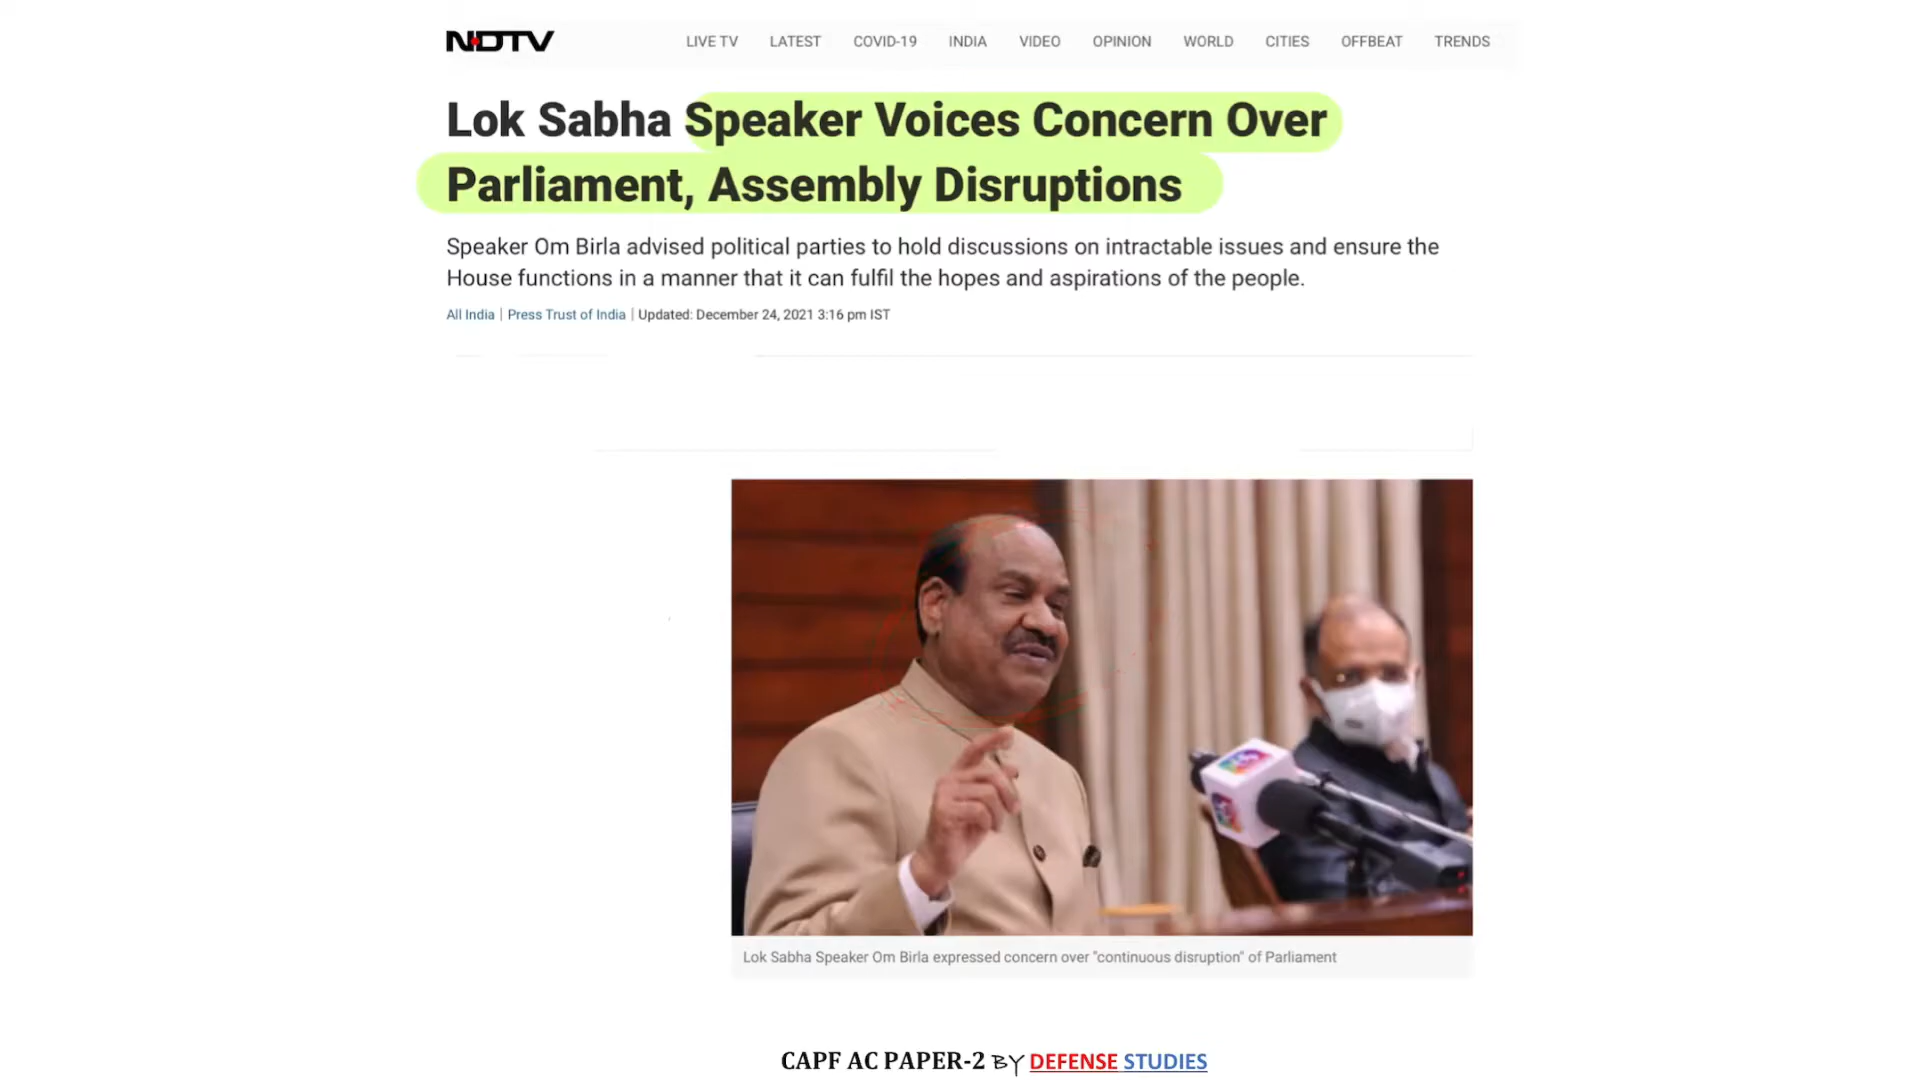 NDTV LIVE TV LATEST COVID-19 INDIA VIDEO OPINION WORLD CITIES OFFBEAT TRENDS
Lok Sabha Speaker Voices Concern Over
Parliament, Assembly Disruptions
Speaker Om Birla advised political parties to hold discussions on intractable issues and ensure the
House functions in a manner that it can fulfil the hopes and aspirations of the people.
All India | Press Trust of India | Updated: December 24, 2021 3:16 pm IST
Lok Sabha Speaker Om Birla expressed concern over "continuous disruption" of Parliament
CAPF AC PAPER-2 BY DEFENSE STUDIES